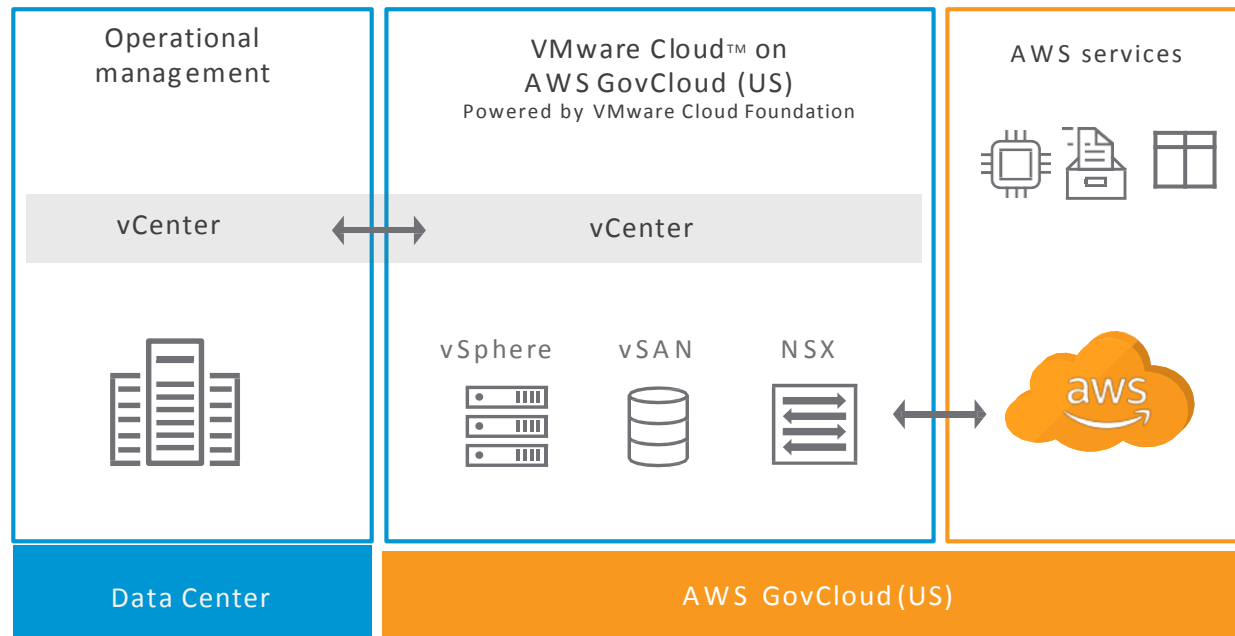 Operational
management
VMware Cloud™ on
AWS GovCloud (US)
Powered by VMware Cloud Foundation
AWS services
vCenter
vCenter
vSphere
vSAN
NSX
aws
Data Center
AWS GovCloud (US)